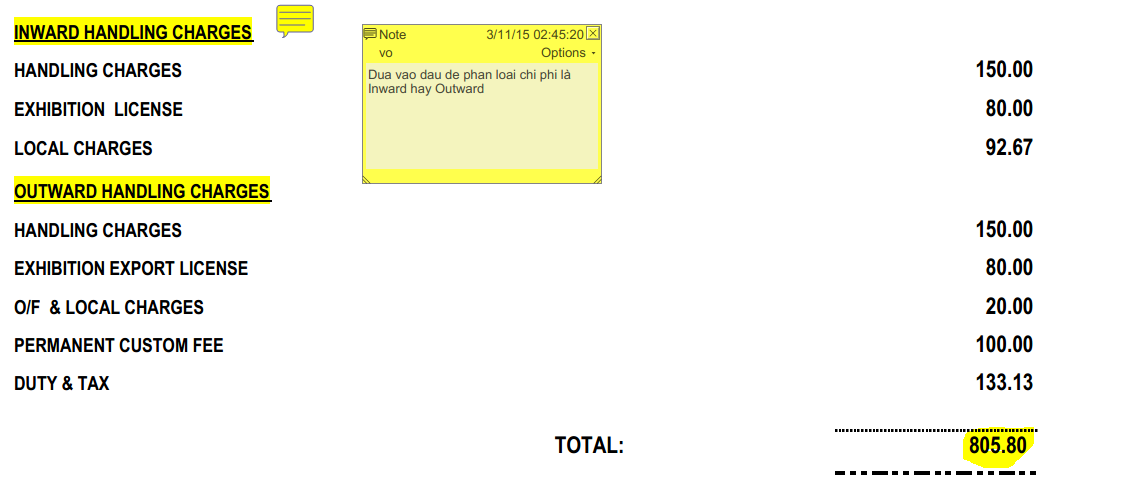 INWARD HANDLING CHARGES
Note 3/11/15 02:45:20
vo Options
Dua vao dau de phan loai chi phi là
Inward hay Outward
HANDLING CHARGES 150.00
EXHIBITION LICENSE 80.00
LOCAL CHARGES 92.67
OUTWARD HANDLING CHARGES
HANDLING CHARGES 150.00
EXHIBITION EXPORT LICENSE 80.00
O/F & LOCAL CHARGES 20.00
PERMANENT CUSTOM FEE 100.00
DUTY & TAX 133.13
TOTAL: 805.80